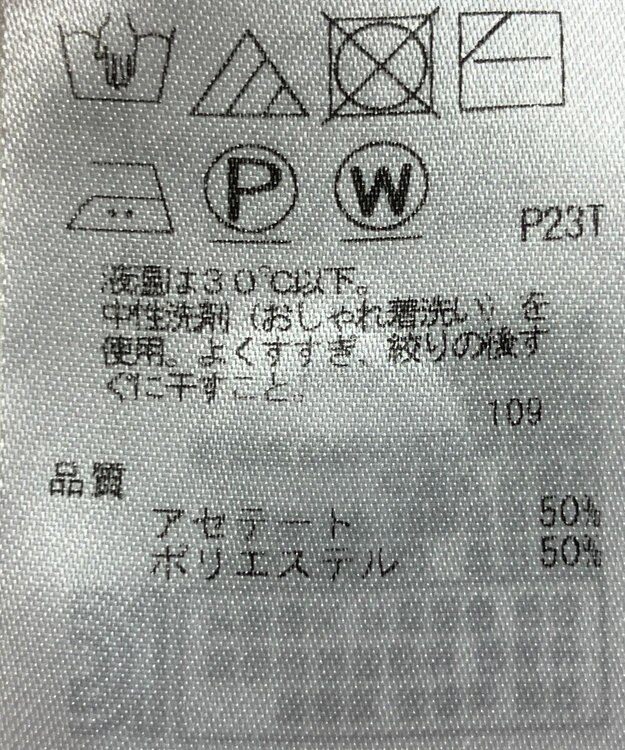 P
W
P23T
液温は30℃以下。
中性洗剤（おしゃれ着洗い）を
使用。よくすすぎ、絞りの後す
ぐに干すこと。
109
品質
アセテート 50%
ポリエステル 50%